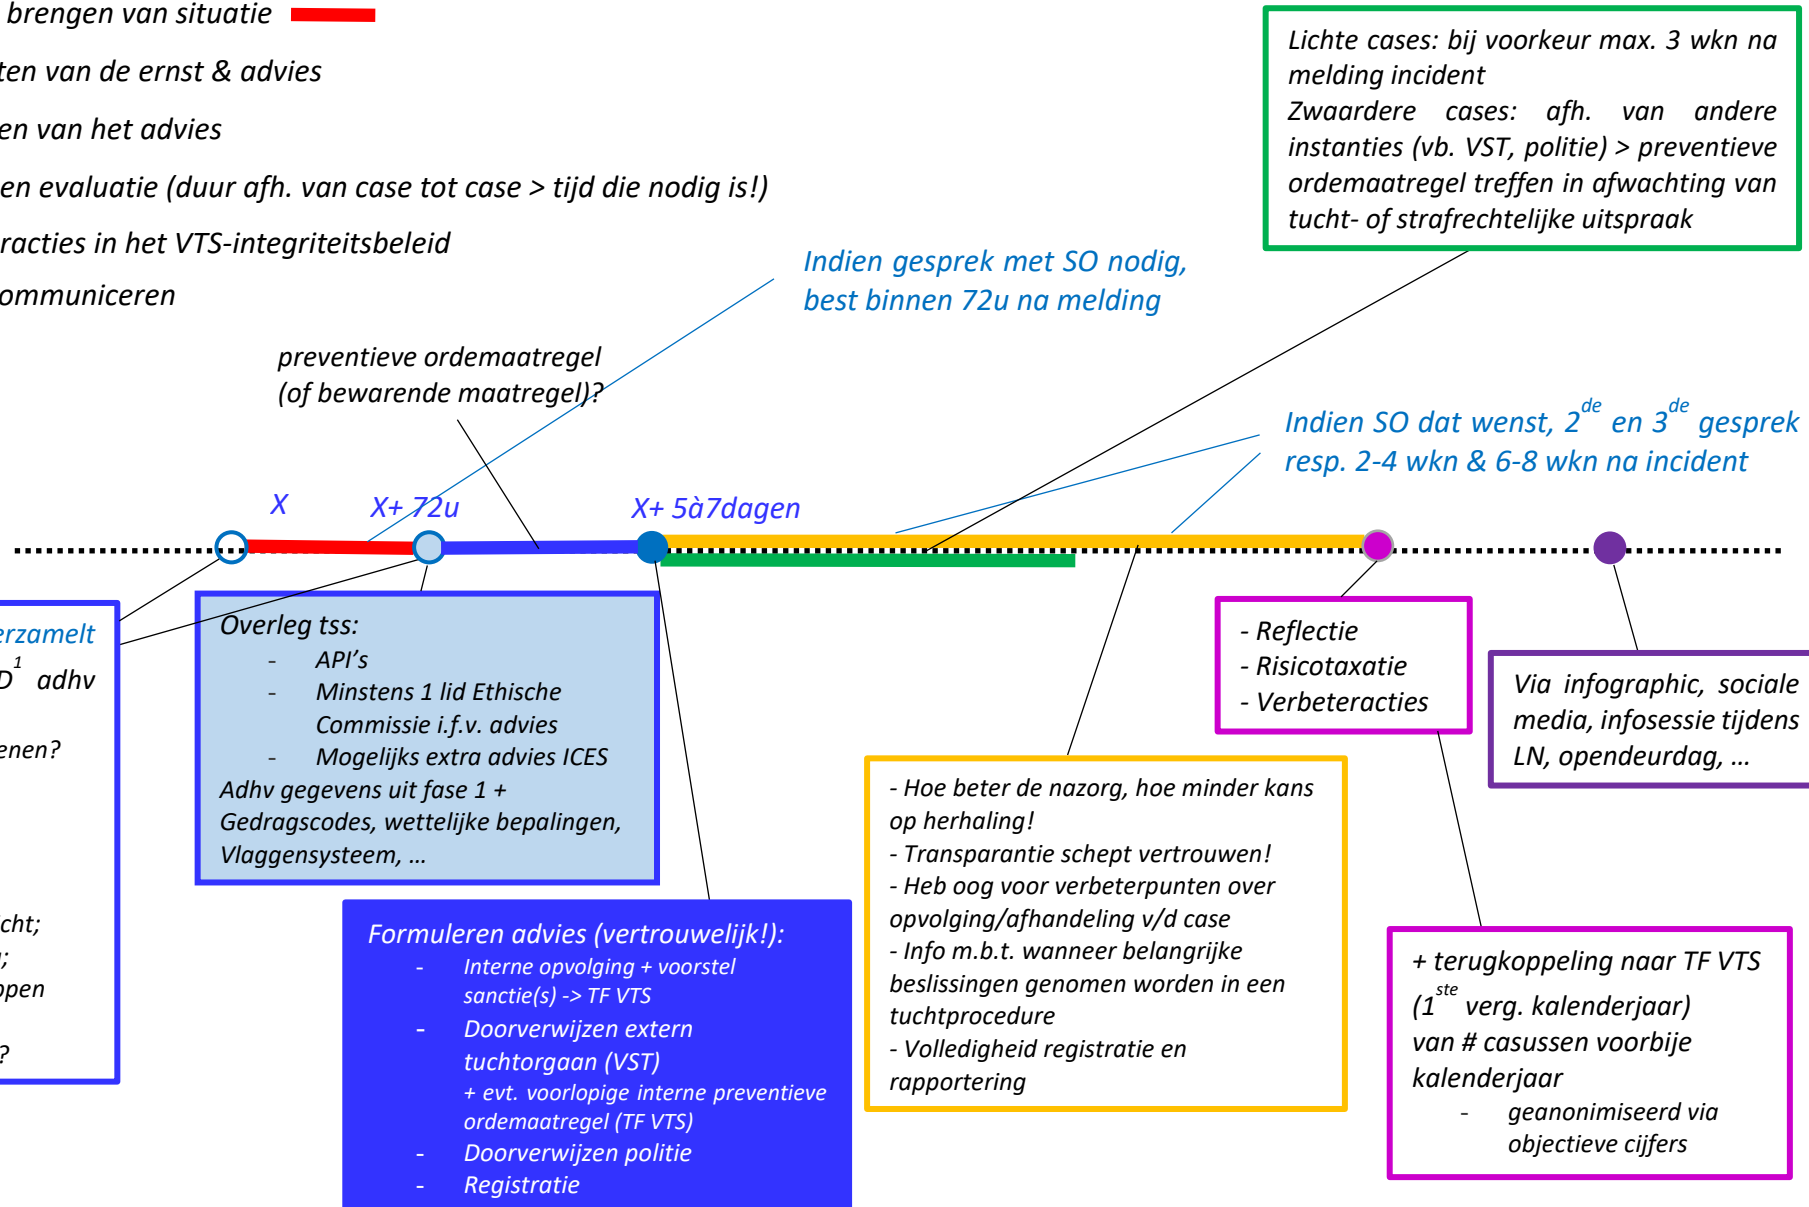 brengen van situatie
ten van de ernst & advies
en van het advies
en evaluatie (duur afh. van case tot case > tijd die nodig is!)
racties in het VTS-integriteitsbeleid
ommuniceren
Lichte cases: bij voorkeur max. 3 wkn na
melding incident
Zwaardere cases: afh. van andere
instanties (vb. VST, politie) > preventieve
ordemaatregel treffen in afwachting van
tucht- of strafrechtelijke uitspraak
Indien gesprek met SO nodig,
best binnen 72u na melding
preventieve ordemaatregel
(of bewarende maatregel)?
Indien SO dat wenst, 2de en 3de gesprek
resp. 2-4 wkn & 6-8 wkn na incident
X
X+ 72u
X+ 5à7dagen
erzamelt
D1 adhv
enen?
icht;
;
ppen
?
Overleg tss:
- API's
- Minstens 1 lid Ethische
Commissie i.f.v. advies
- Mogelijks extra advies ICES
Adhv gegevens uit fase 1 +
Gedragscodes, wettelijke bepalingen,
Vlaggensysteem, ...
Formuleren advies (vertrouwelijk!):
- Interne opvolging + voorstel
sanctie(s) -> TF VTS
- Doorverwijzen extern
tuchtorgaan (VST)
+ evt. voorlopige interne preventieve
ordemaatregel (TF VTS)
- Doorverwijzen politie
- Registratie
- Hoe beter de nazorg, hoe minder kans
op herhaling!
- Transparantie schept vertrouwen!
- Heb oog voor verbeterpunten over
opvolging/afhandeling v/d case
- Info m.b.t. wanneer belangrijke
beslissingen genomen worden in een
tuchtprocedure
- Volledigheid registratie en
rapportering
- Reflectie
- Risicotaxatie
- Verbeteracties
+ terugkoppeling naar TF VTS
(1ste verg. kalenderjaar)
van # casussen voorbije
kalenderjaar
- geanonimiseerd via
objectieve cijfers
Via infographic, sociale
media, infosessie tijdens
LN, opendeurdag, ...